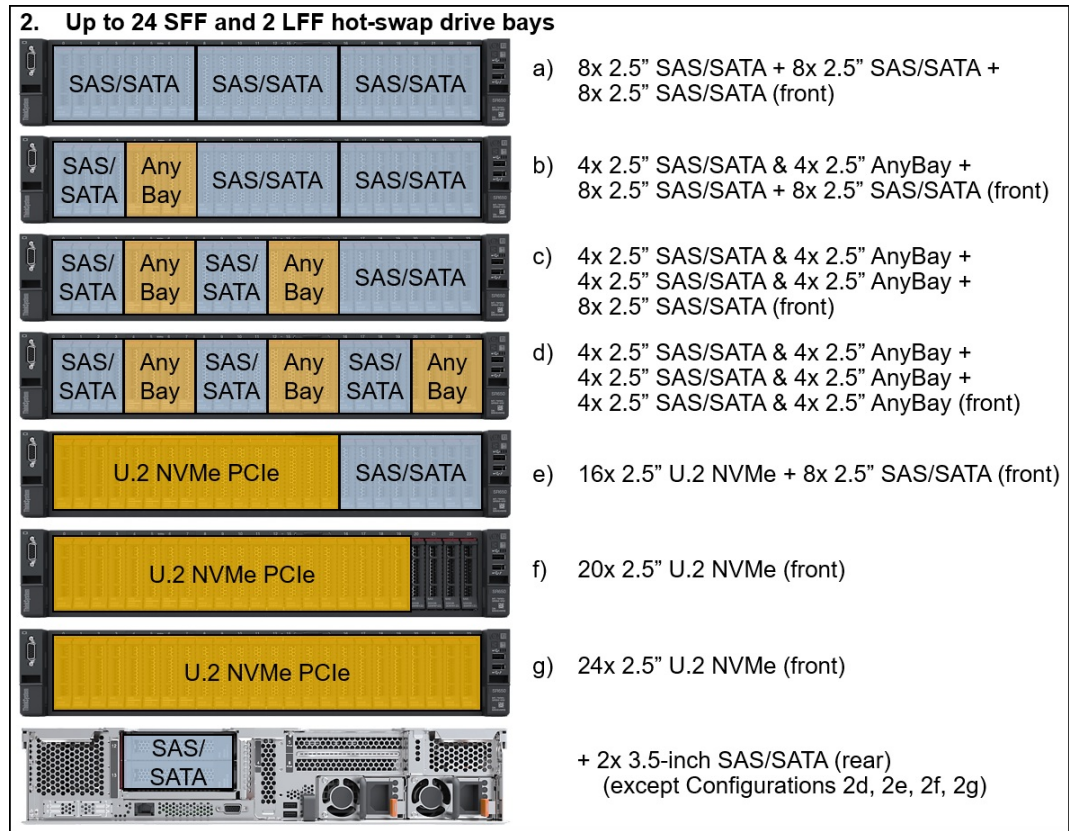 2. Up to 24 SFF and 2 LFF hot-swap drive bays
SAS/SATA SAS/SATA SAS/SATA
a) 8x 2.5” SAS/SATA + 8x 2.5” SAS/SATA +
8x 2.5” SAS/SATA (front)
SAS/
SATA
Any
Bay
SAS/SATA SAS/SATA
b) 4x 2.5” SAS/SATA & 4x 2.5” AnyBay +
8x 2.5” SAS/SATA + 8x 2.5” SAS/SATA (front)
SAS/
SATA
Any
Bay
SAS/
SATA
Any
Bay
SAS/SATA
c) 4x 2.5” SAS/SATA & 4x 2.5” AnyBay +
4x 2.5” SAS/SATA & 4x 2.5” AnyBay +
8x 2.5” SAS/SATA (front)
SAS/
SATA
Any
Bay
SAS/
SATA
Any
Bay
SAS/
SATA
Any
Bay
d) 4x 2.5” SAS/SATA & 4x 2.5” AnyBay +
4x 2.5” SAS/SATA & 4x 2.5” AnyBay +
4x 2.5” SAS/SATA & 4x 2.5” AnyBay (front)
U.2 NVMe PCIe SAS/SATA
e) 16x 2.5” U.2 NVMe + 8x 2.5” SAS/SATA (front)
U.2 NVMe PCIe
f) 20x 2.5” U.2 NVMe (front)
U.2 NVMe PCIe
g) 24x 2.5” U.2 NVMe (front)
SAS/
SATA
+ 2x 3.5-inch SAS/SATA (rear)
(except Configurations 2d, 2e, 2f, 2g)